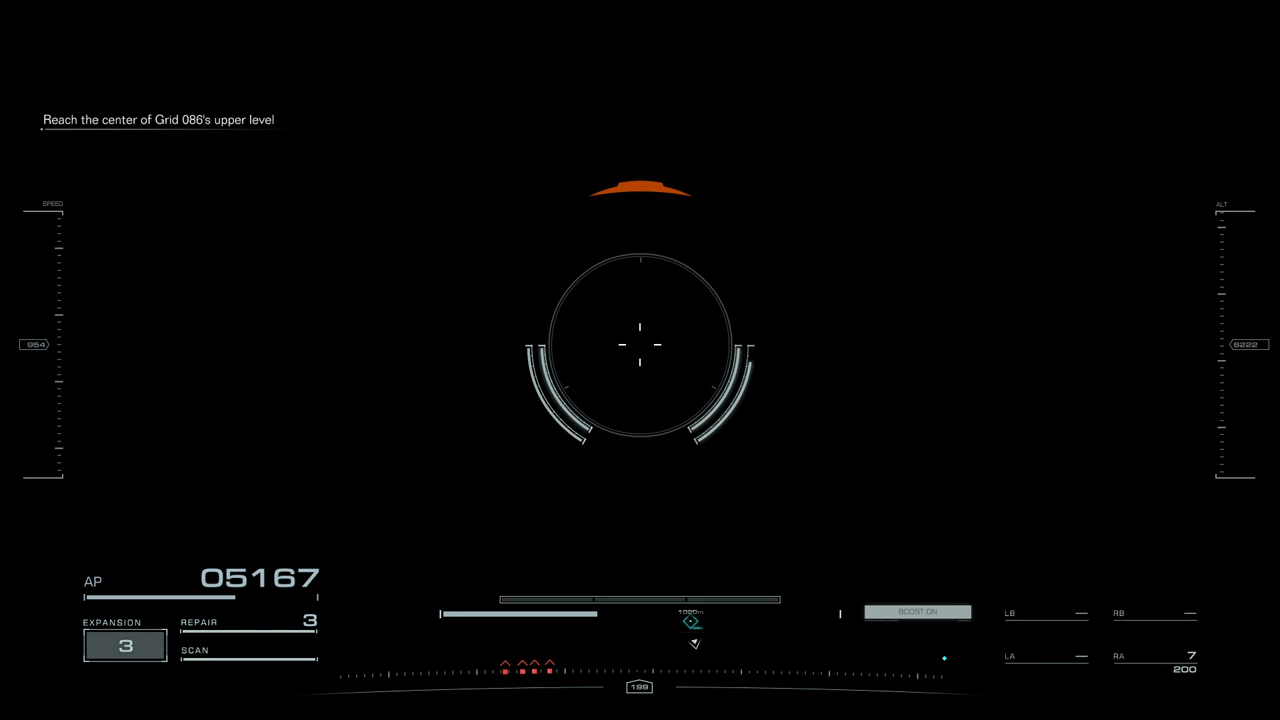 Reach the center of Grid 086's upper level
SPEED
ALT
954
6222
AP
05167
EXPANSION
3
REPAIR
3
SCAN
1020m
BOOST ON
LB
RB
LA
RA
7
200
199